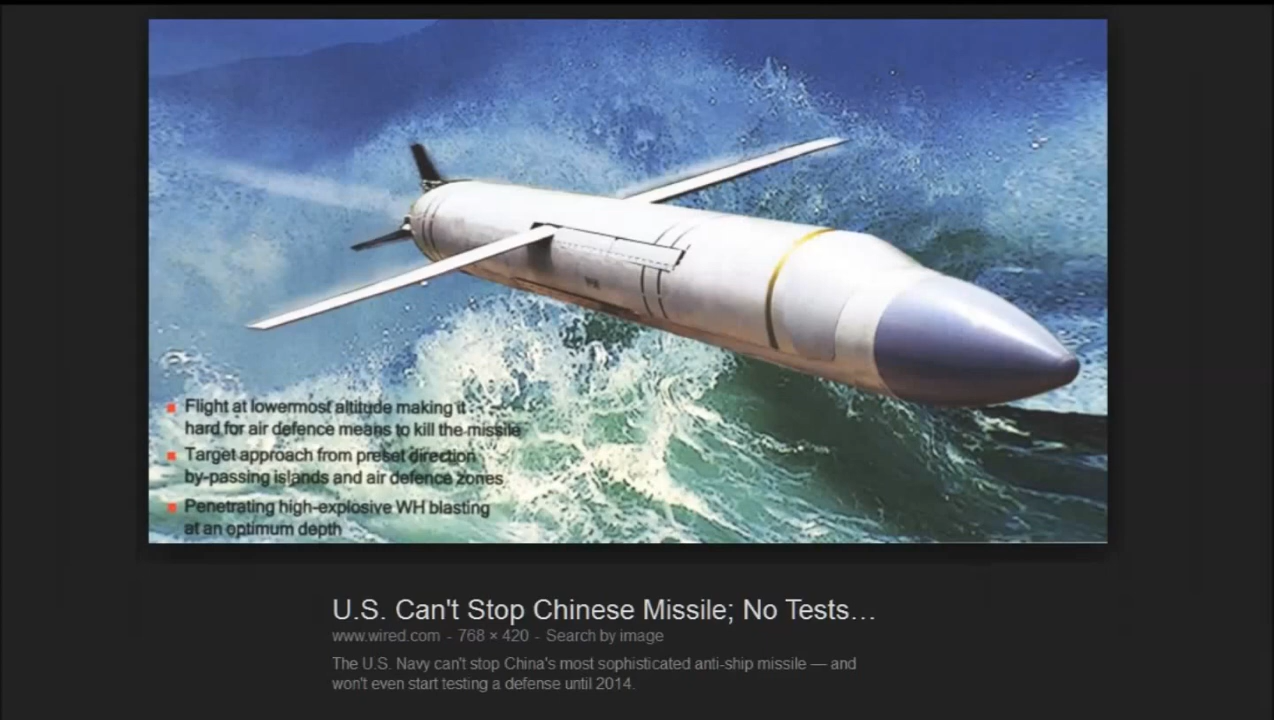 Flight at lowermost altitude making it
hard for air defence means to kill the missile
Target approach from preset direction
by-passing islands and air defence zones
Penetrating high-explosive WH blasting
at an optimum depth
U.S. Can't Stop Chinese Missile; No Tests...
www.wired.com - 768 × 420 - Search by image
The U.S. Navy can't stop China's most sophisticated anti-ship missile — and
won't even start testing a defense until 2014.